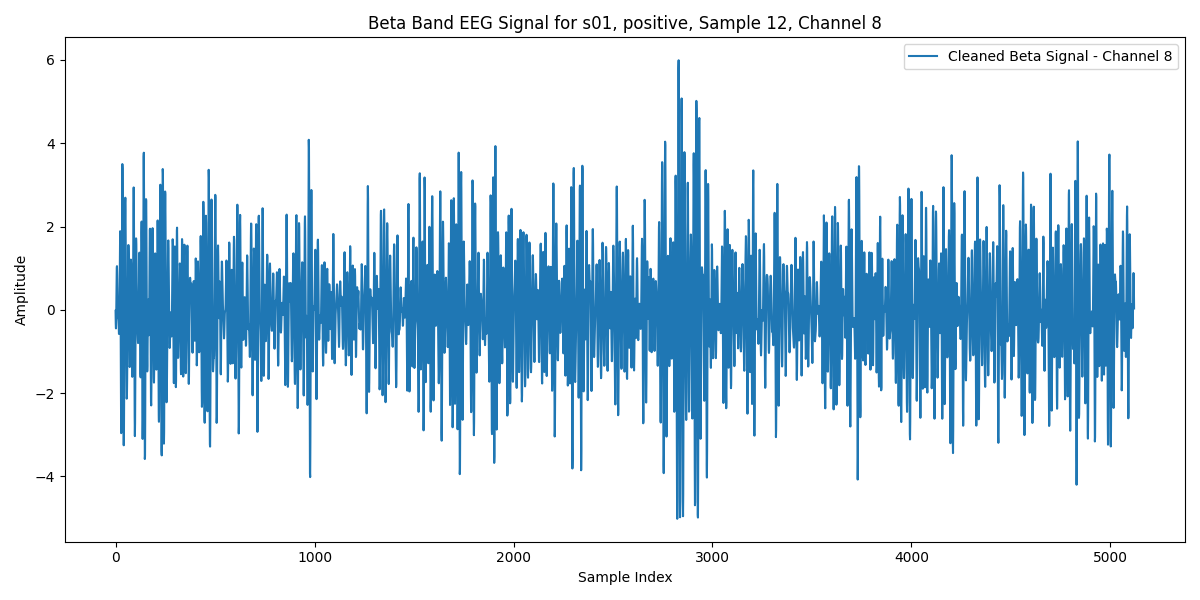 Beta Band EEG Signal for s01, positive, Sample 12, Channel 8
Cleaned Beta Signal - Channel 8
Amplitude
6
4
2
0
−2
−4
0 1000 2000 3000 4000 5000
Sample Index